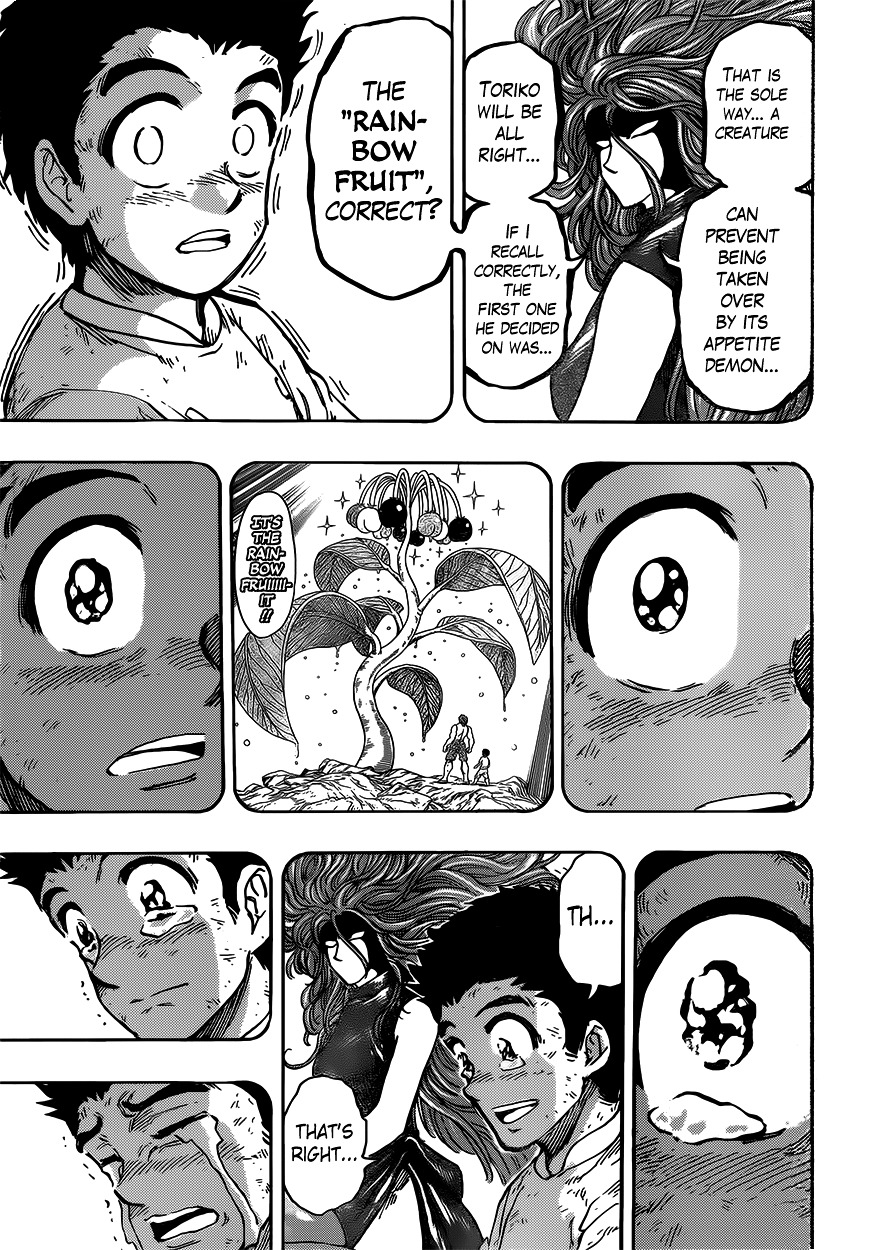 THAT IS
THE SOLE
WAY... A
CREATURE
CAN
PREVENT
BEING
TAKEN
OVER
BY ITS
APPETITE
DEMON...
TORIKO
WILL BE
ALL
RIGHT...
IF I
RECALL
CORRECTLY,
THE
FIRST ONE
HE DECIDED
ON WAS...
THE
"RAIN-
BOW
FRUIT",
CORRECT?
IT'S
THE
RAIN-
BOW
FRUIIIIII-
IT
!!
TH...
THAT'S
RIGHT...